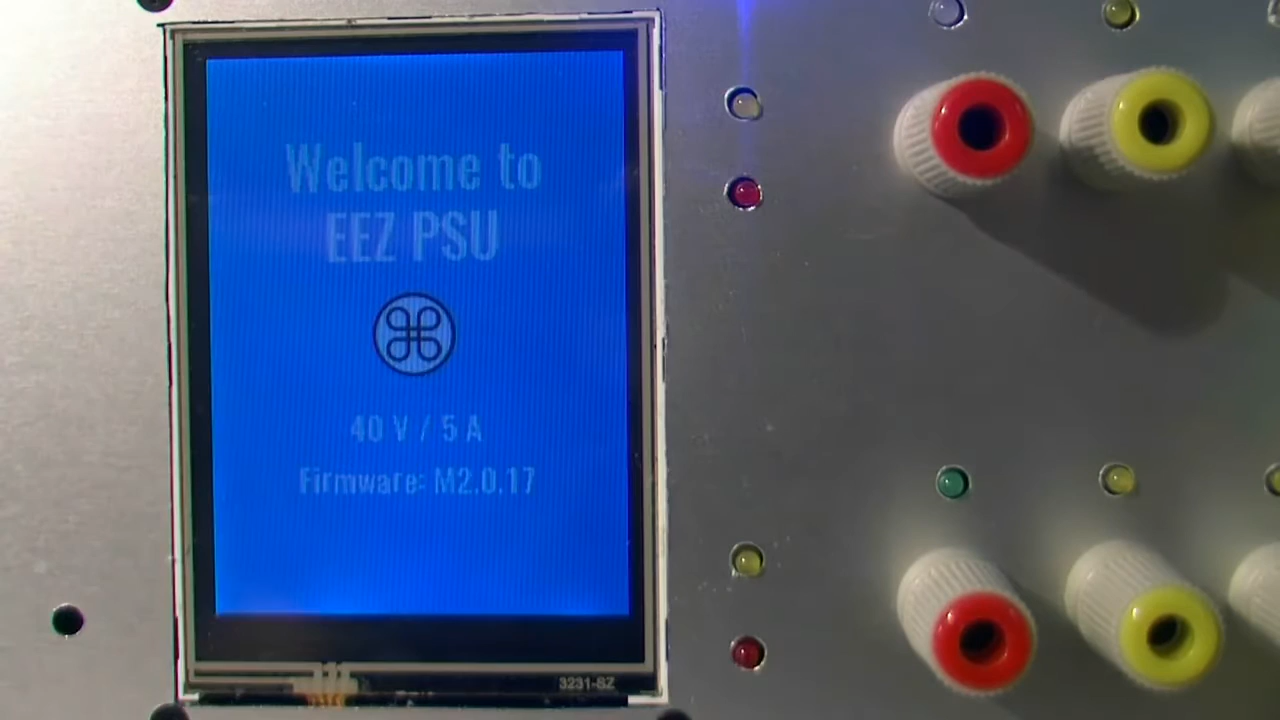 Welcome to
EEZ PSU
40 V / 5 A
Firmware: M2.0.17
3231-SZ